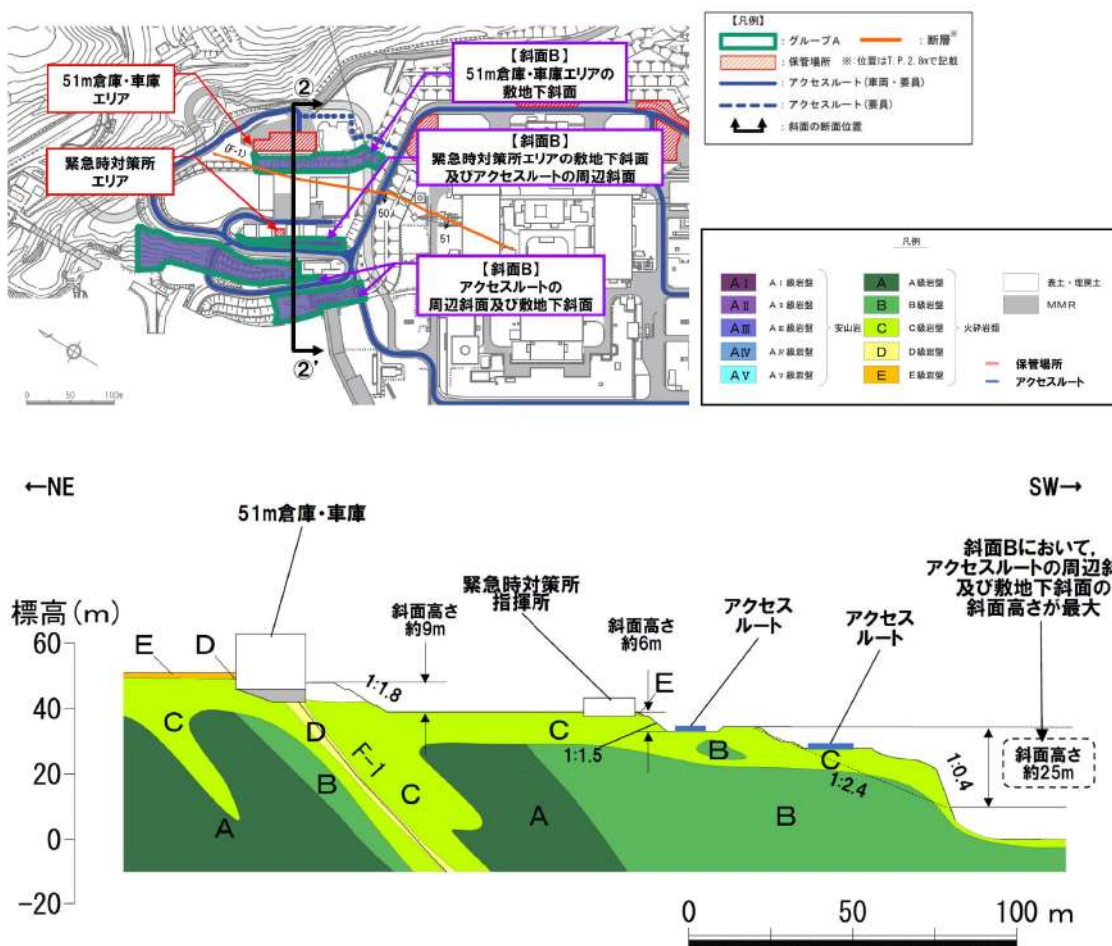 【凡例】
:グループA
:断層※
:保管場所 ※:位置はT.P.2.8mで記載
:アクセスルート(車両・要員)
:アクセスルート(要員)
:斜面の断面位置
51m倉庫・車庫
エリア
緊急時対策所
エリア
【斜面B】
51m倉庫・車庫エリアの
敷地下斜面
【斜面B】
緊急時対策所エリアの敷地下斜面
及びアクセスルートの周辺斜面
【斜面B】
アクセスルートの
周辺斜面及び敷地下斜面
②
(F-1)
50
51
②'
0 50 100m
凡例
AⅠ AⅠ級岩盤
AⅡ AⅡ級岩盤
AⅢ AⅢ級岩盤
AⅣ AⅣ級岩盤
AⅤ AⅤ級岩盤
安山岩
A A級岩盤
B B級岩盤
C C級岩盤
D D級岩盤
E E級岩盤
火砕岩類
表土・埋戻土
MMR
保管場所
アクセスルート
←NE
SW→
51m倉庫・車庫
緊急時対策所
指揮所
アクセス
ルート
アクセス
ルート
斜面Bにおいて,
アクセスルートの周辺斜
及び敷地下斜面の
斜面高さが最大
標高(m)
60
40
20
0
-20
斜面高さ
約9m
斜面高さ
約6m
斜面高さ
約25m
E
D
C
A
B
D
F-1
C
A
C
E
B
B
C
1:1.8
1:1.5
1:2.4
1:0.4
0 50 100 m